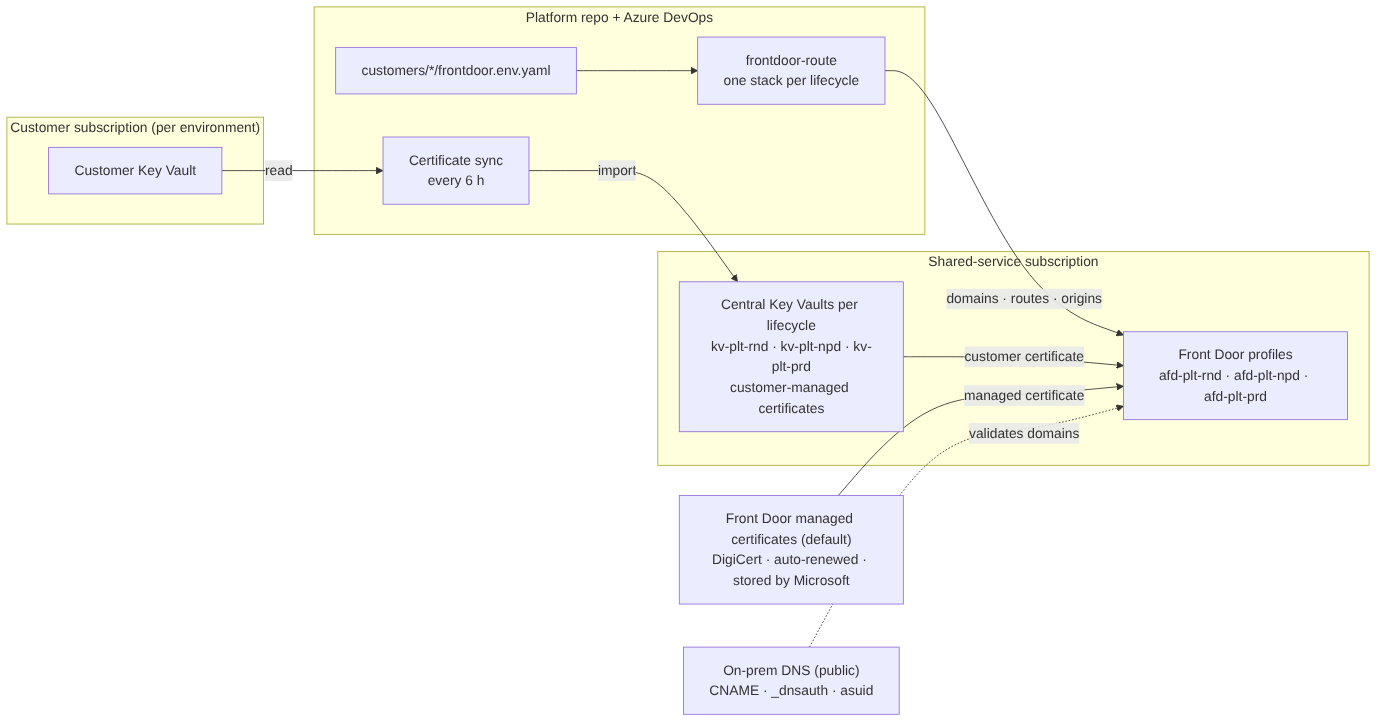 Platform repo + Azure DevOps
customers/*/frontdoor.env.yaml
frontdoor-route
one stack per lifecycle
Customer subscription (per environment)
Customer Key Vault
read
Certificate sync
every 6 h
import
Shared-service subscription
Central Key Vaults per
lifecycle
kv-plt-rnd · kv-plt-npd · kv-
plt-prd
customer-managed
certificates
domains · routes · origins
customer certificate
managed certificate
validates domains
Front Door profiles
afd-plt-rnd · afd-plt-npd ·
afd-plt-prd
Front Door managed
certificates (default)
DigiCert · auto-renewed ·
stored by Microsoft
On-prem DNS (public)
CNAME · _dnsauth · asuid